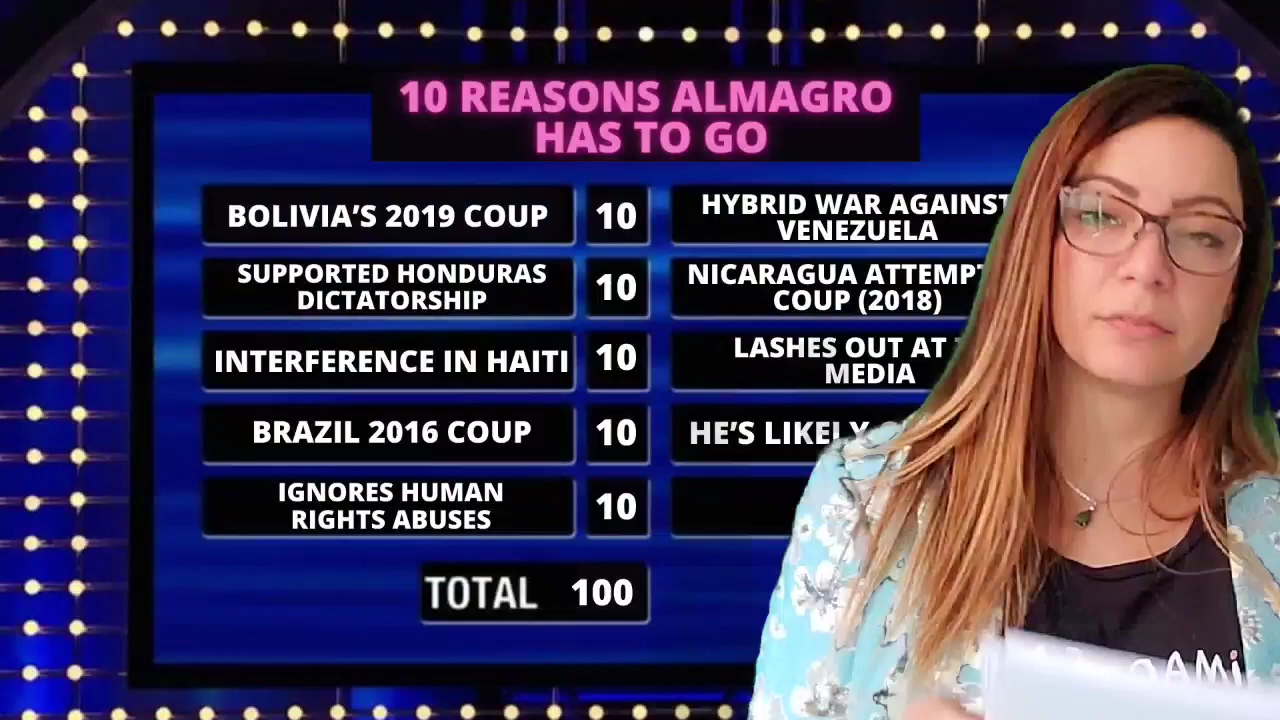 10 REASONS ALMAGRO
HAS TO GO
BOLIVIA'S 2019 COUP
10
SUPPORTED HONDURAS
DICTATORSHIP
10
INTERFERENCE IN HAITI
10
BRAZIL 2016 COUP
10
IGNORES HUMAN
RIGHTS ABUSES
10
HYBRID WAR AGAINST
VENEZUELA
NICARAGUA ATTEMPT
COUP (2018)
LASHES OUT AT
MEDIA
HE'S LIKELY
TOTAL 100